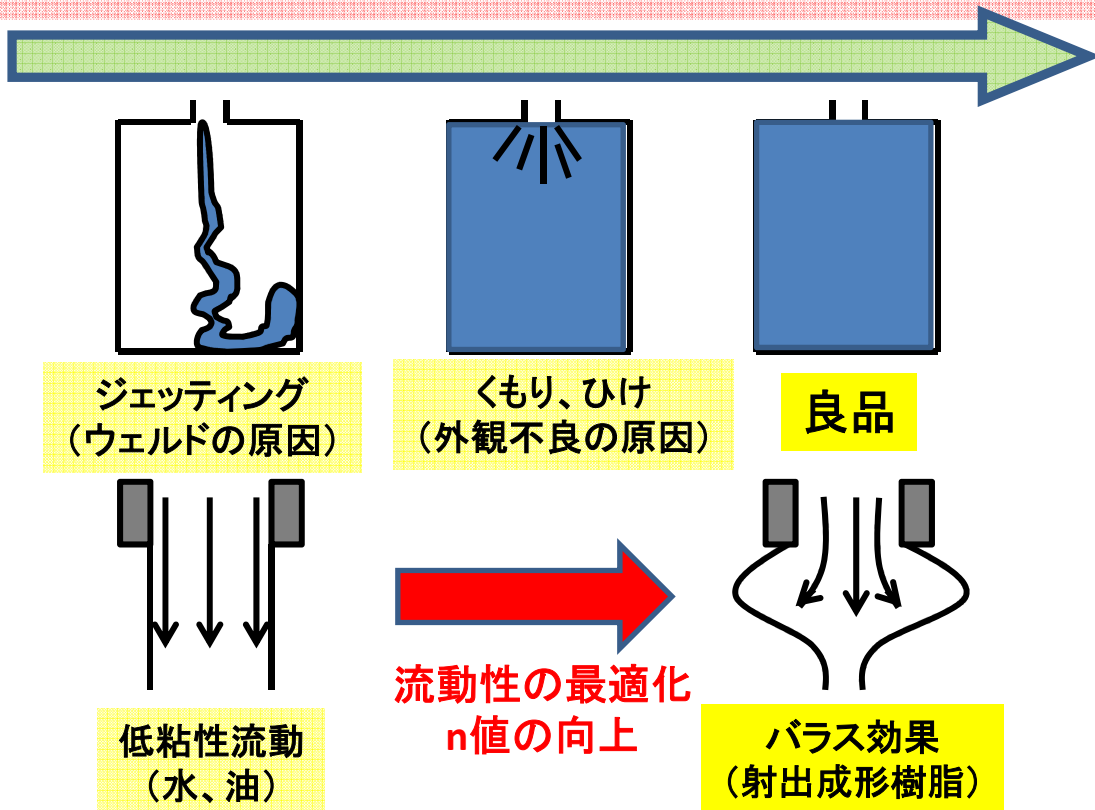 ジェッティング
（ウェルドの原因）
くもり、ひけ
（外観不良の原因）
良品
流動性の最適化
n値の向上
低粘性流動
（水、油）
バラス効果
（射出成形樹脂）